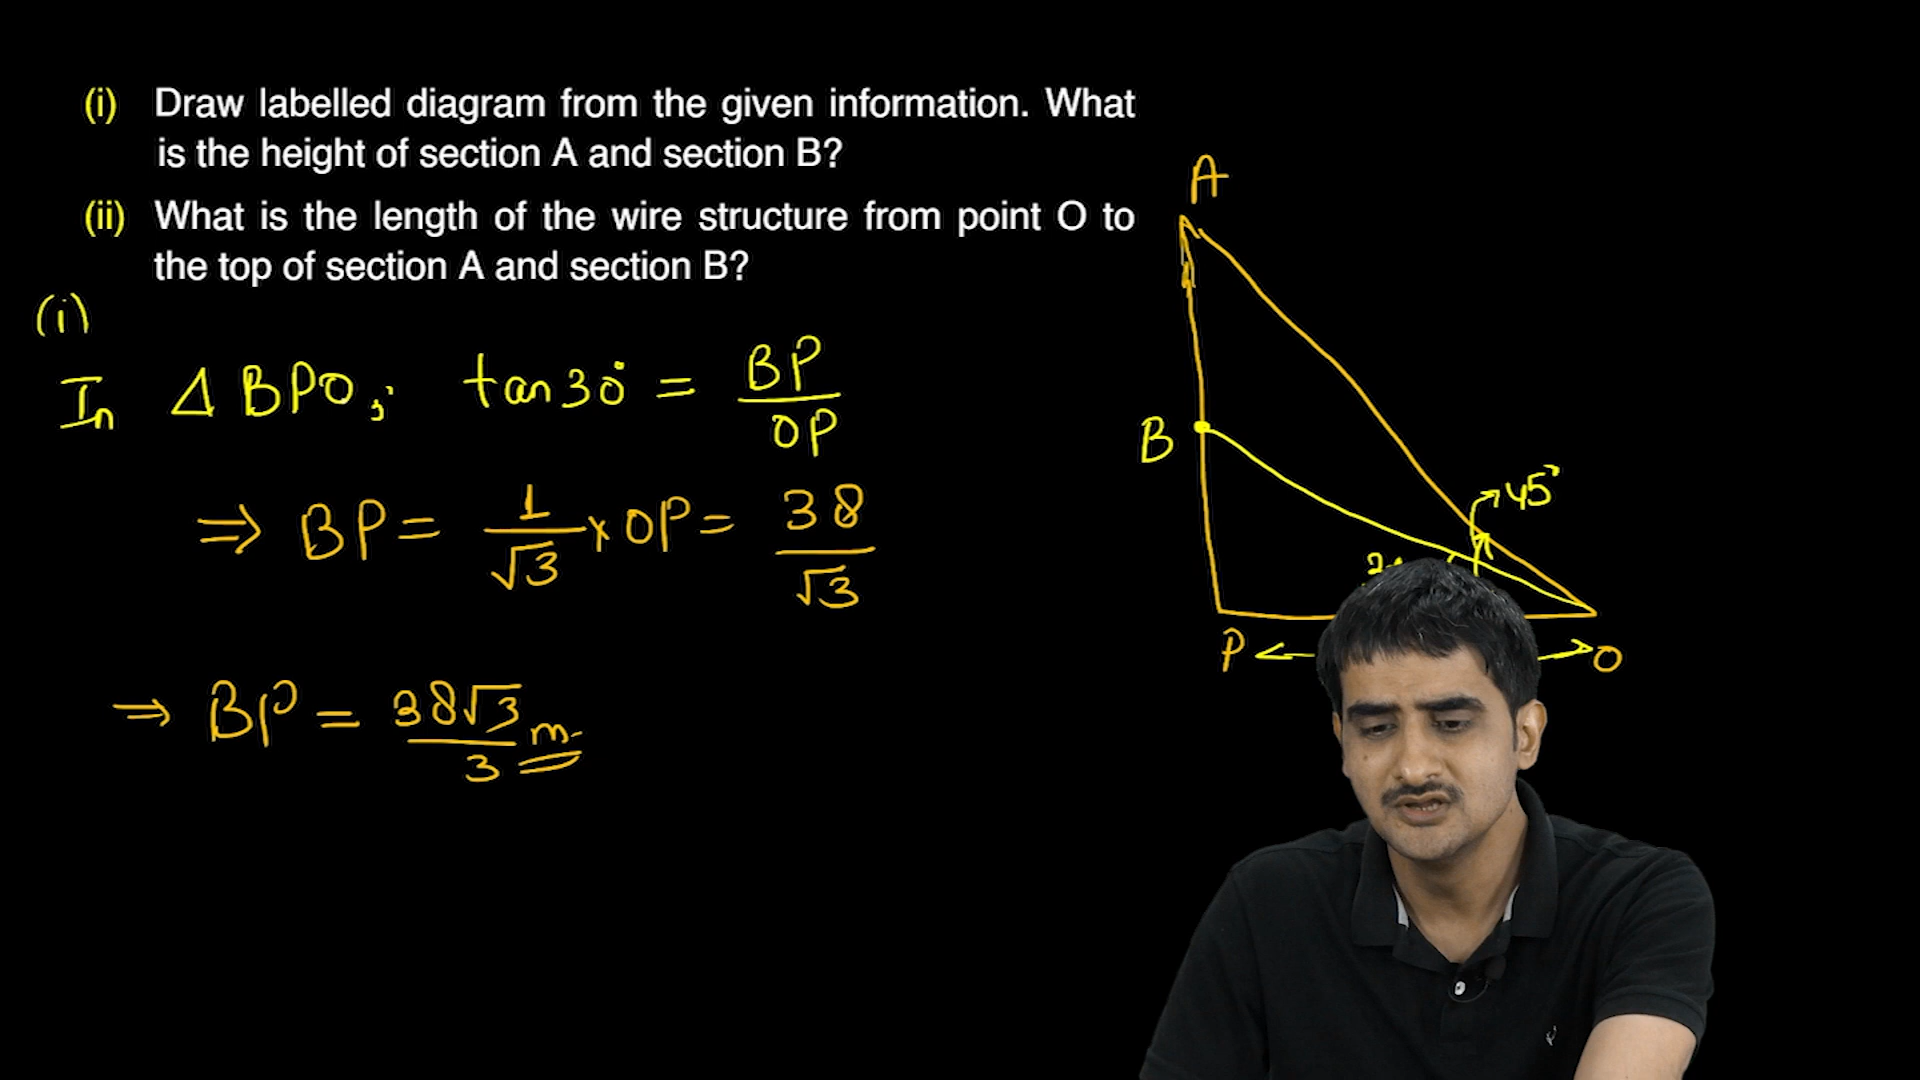 (i) Draw labelled diagram from the given information. What
is the height of section A and section B?
(ii) What is the length of the wire structure from point O to
the top of section A and section B?
(i)
In Δ BPO, tan30° = BP/OP
⇒ BP = 1/√3 × OP = 38/√3
⇒ BP = 38√3/3 m
A
B
45°
P
O